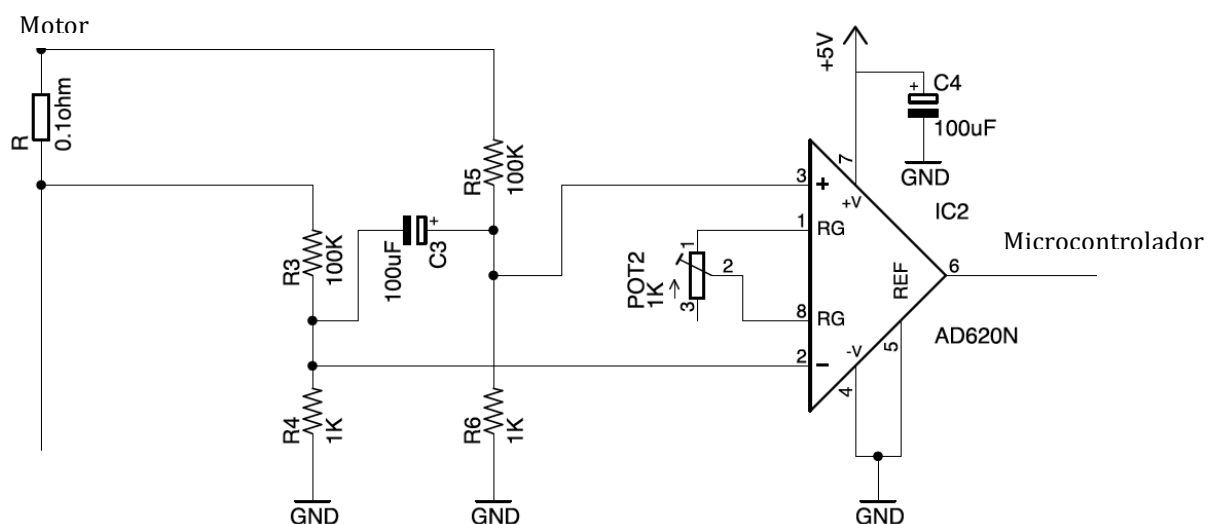 Motor
R
0.1ohm
R3
100K
R4
1K
GND
100uF
C3
+
R5
100K
R6
1K
GND
POT2
1K
1
2
3
+5V
C4
+
100uF
GND
3
+
1
RG
8
RG
2
-
7
+V
-V
4
REF
5
6
IC2
AD620N
GND
Microcontrolador